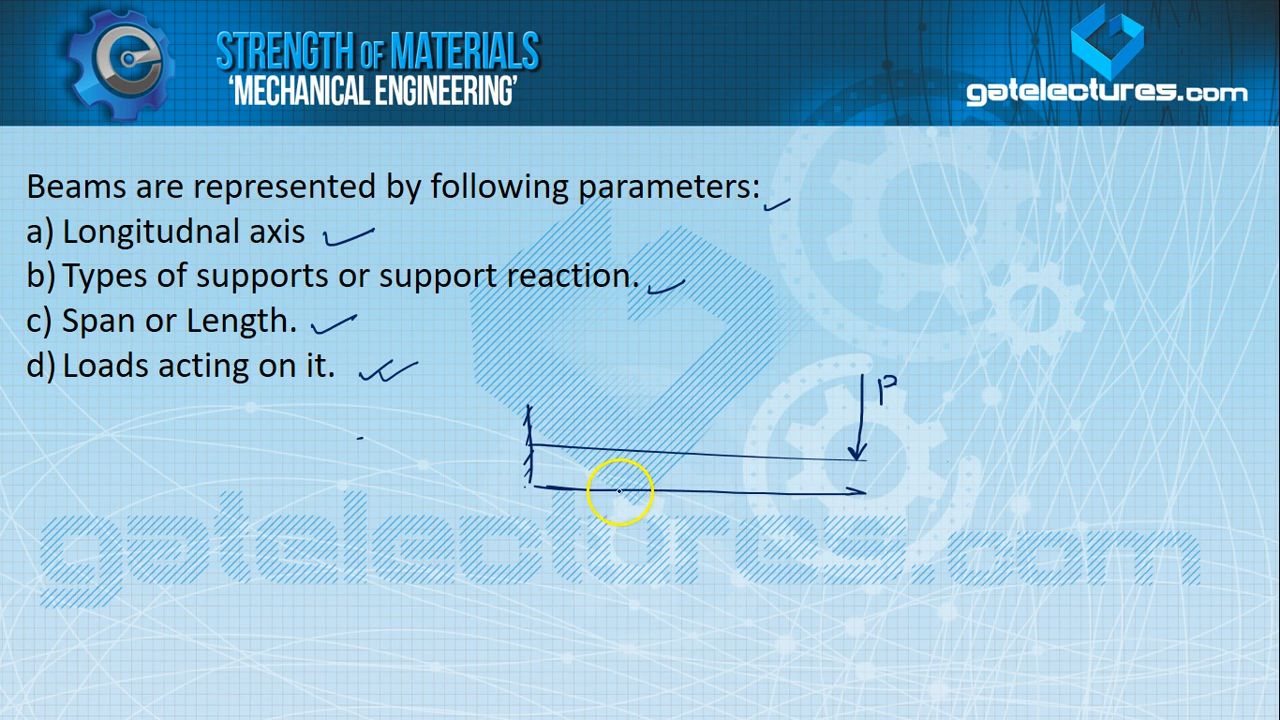 STRENGTH OF MATERIALS
'MECHANICAL ENGINEERING'
gatelectures.com
Beams are represented by following parameters:
a) Longitudnal axis
b) Types of supports or support reaction.
c) Span or Length.
d) Loads acting on it.
P
gatelectures.com